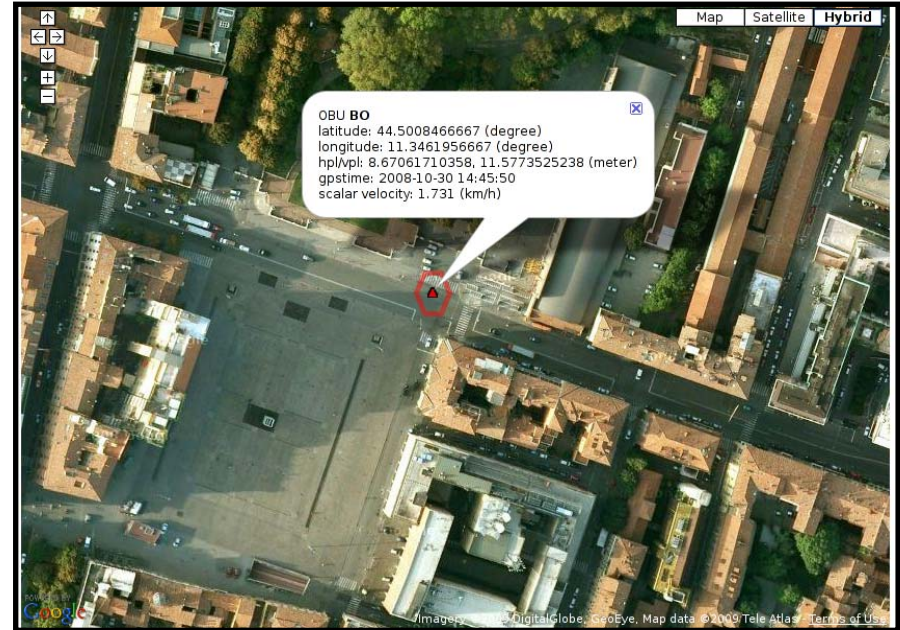 Map Satellite Hybrid
OBU BO
latitude: 44.5008466667 (degree)
longitude: 11.3461956667 (degree)
hpl/vpl: 8.67061710358, 11.5773525238 (meter)
gpstime: 2008-10-30 14:45:50
scalar velocity: 1.731 (km/h)
POWERED BY
Google
Imagery ©2009 DigitalGlobe, GeoEye, Map data ©2009 Tele Atlas - Terms of Use